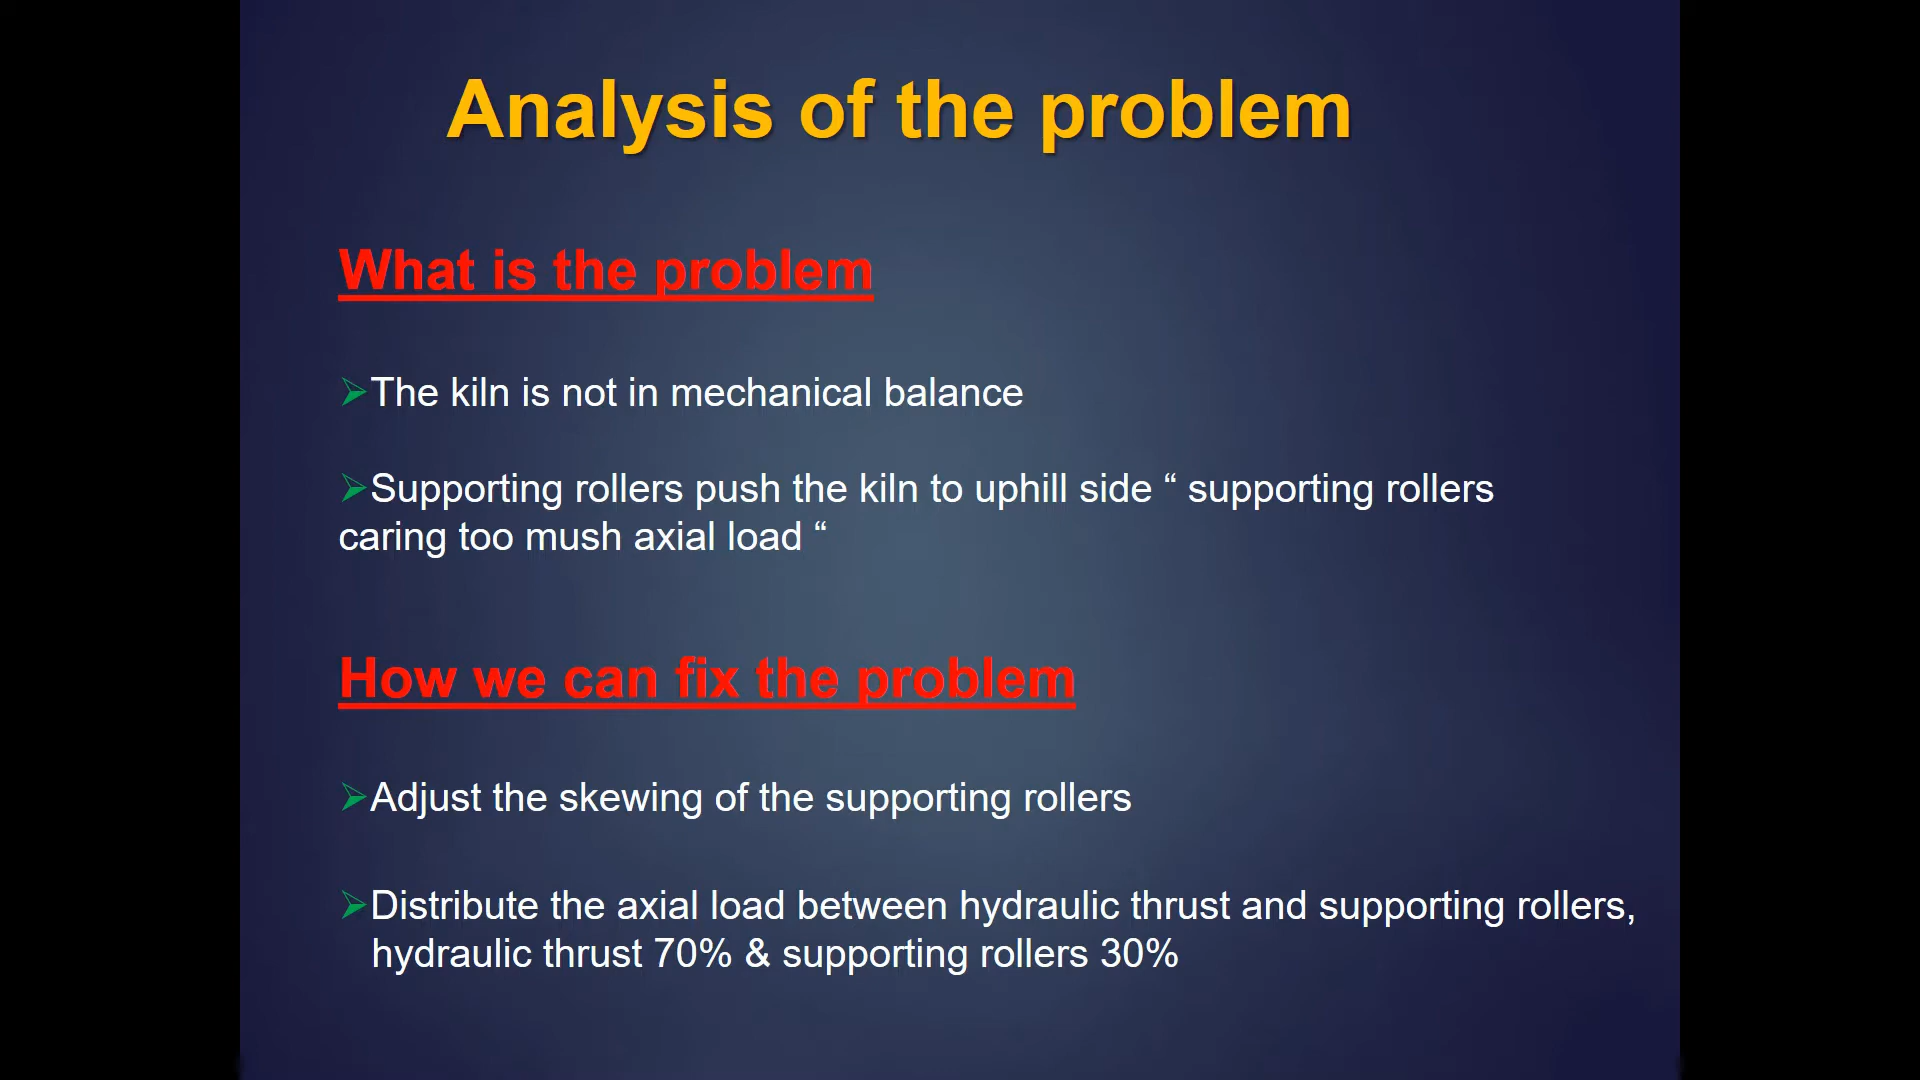 Analysis of the problem
What is the problem
➢The kiln is not in mechanical balance
➢Supporting rollers push the kiln to uphill side “ supporting rollers
caring too mush axial load “
How we can fix the problem
➢Adjust the skewing of the supporting rollers
➢Distribute the axial load between hydraulic thrust and supporting rollers,
hydraulic thrust 70% & supporting rollers 30%